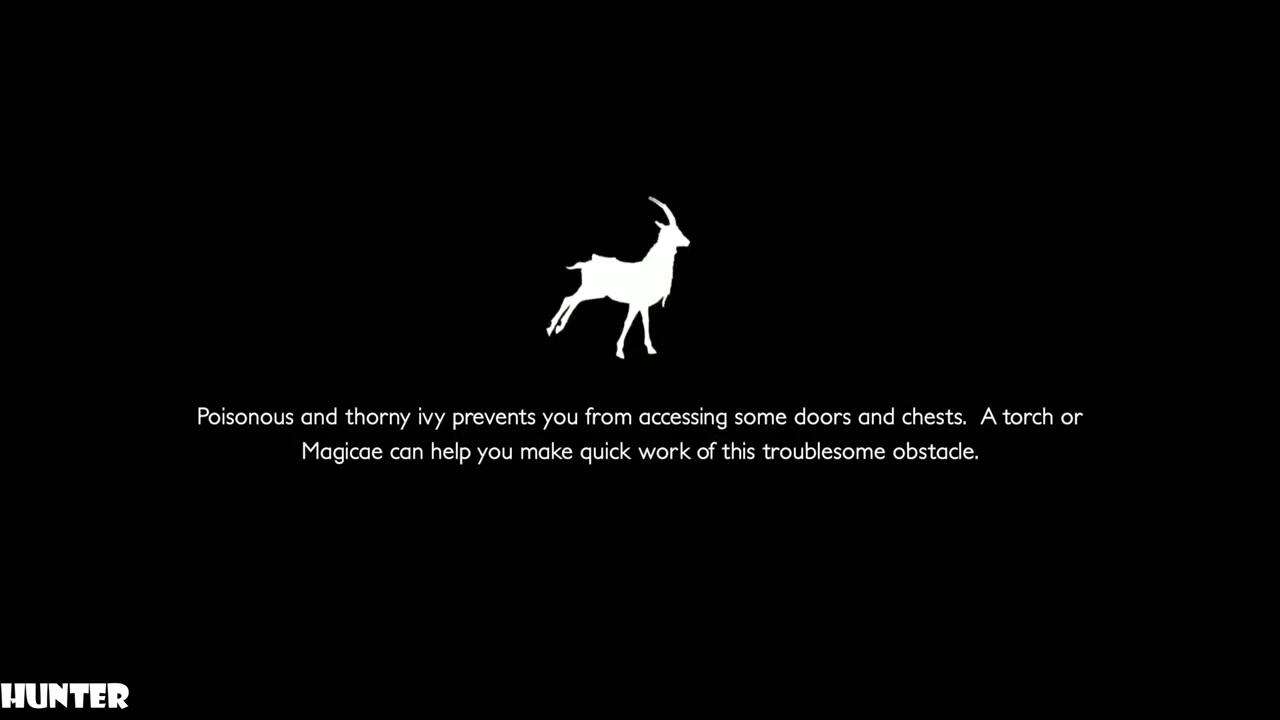 Poisonous and thorny ivy prevents you from accessing some doors and chests.  A torch or
Magicae can help you make quick work of this troublesome obstacle.
HUNTER